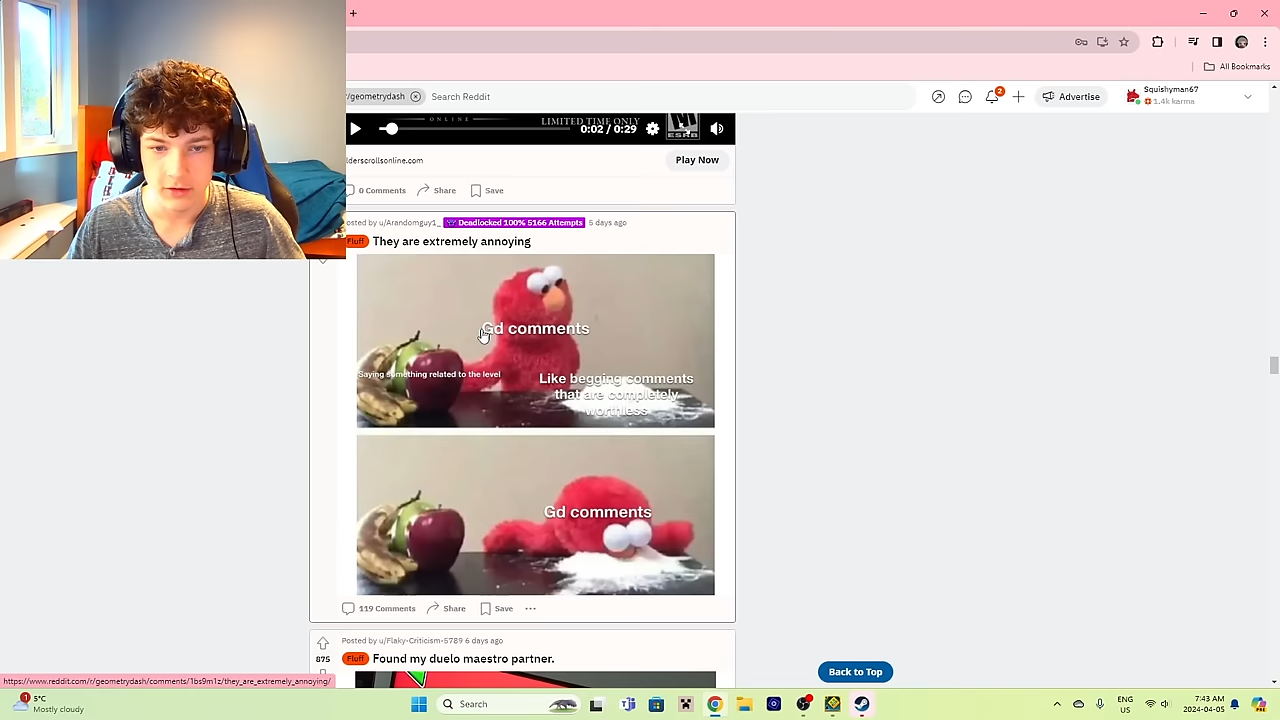 All Bookmarks
/geometrydash
Search Reddit
2
Advertise
Squishyman67
1.4k karma
ONLINE
LIMITED TIME ONLY
0:02 / 0:29
ESRB
lderscrollsonline.com
Play Now
0 Comments
Share
Save
osted by u/Arandomguy1_
Deadlocked 100% 5166 Attempts
5 days ago
Fluff
They are extremely annoying
Gd comments
Saying something related to the level
Like begging comments
that are completely
worthless
Gd comments
119 Comments
Share
Save
Posted by u/Flaky-Criticism-5789 6 days ago
875
Fluff
Found my duelo maestro partner.
Back to Top
https://www.reddit.com/r/geometrydash/comments/1bs9m1z/they_are_extremely_annoying/
1
5°C
Mostly cloudy
Search
ENG
US
7:43 AM
2024-04-05